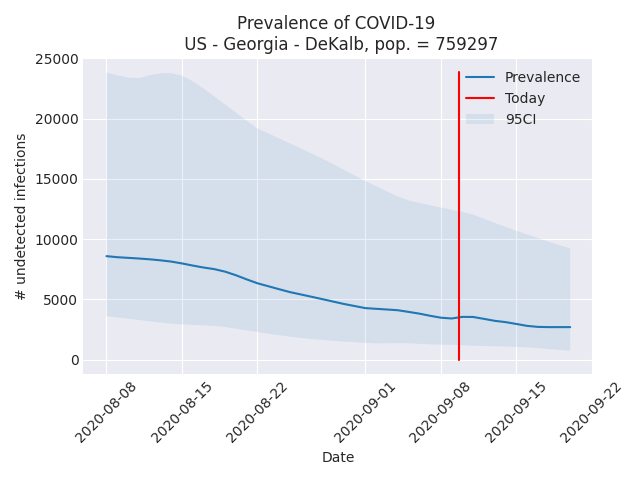 Prevalence of COVID-19
US - Georgia - DeKalb, pop. = 759297
25000
20000
15000
10000
5000
0
# undetected infections
Prevalence
Today
95CI
2020-08-08
2020-08-15
2020-08-22
2020-09-01
2020-09-08
2020-09-15
2020-09-22
Date